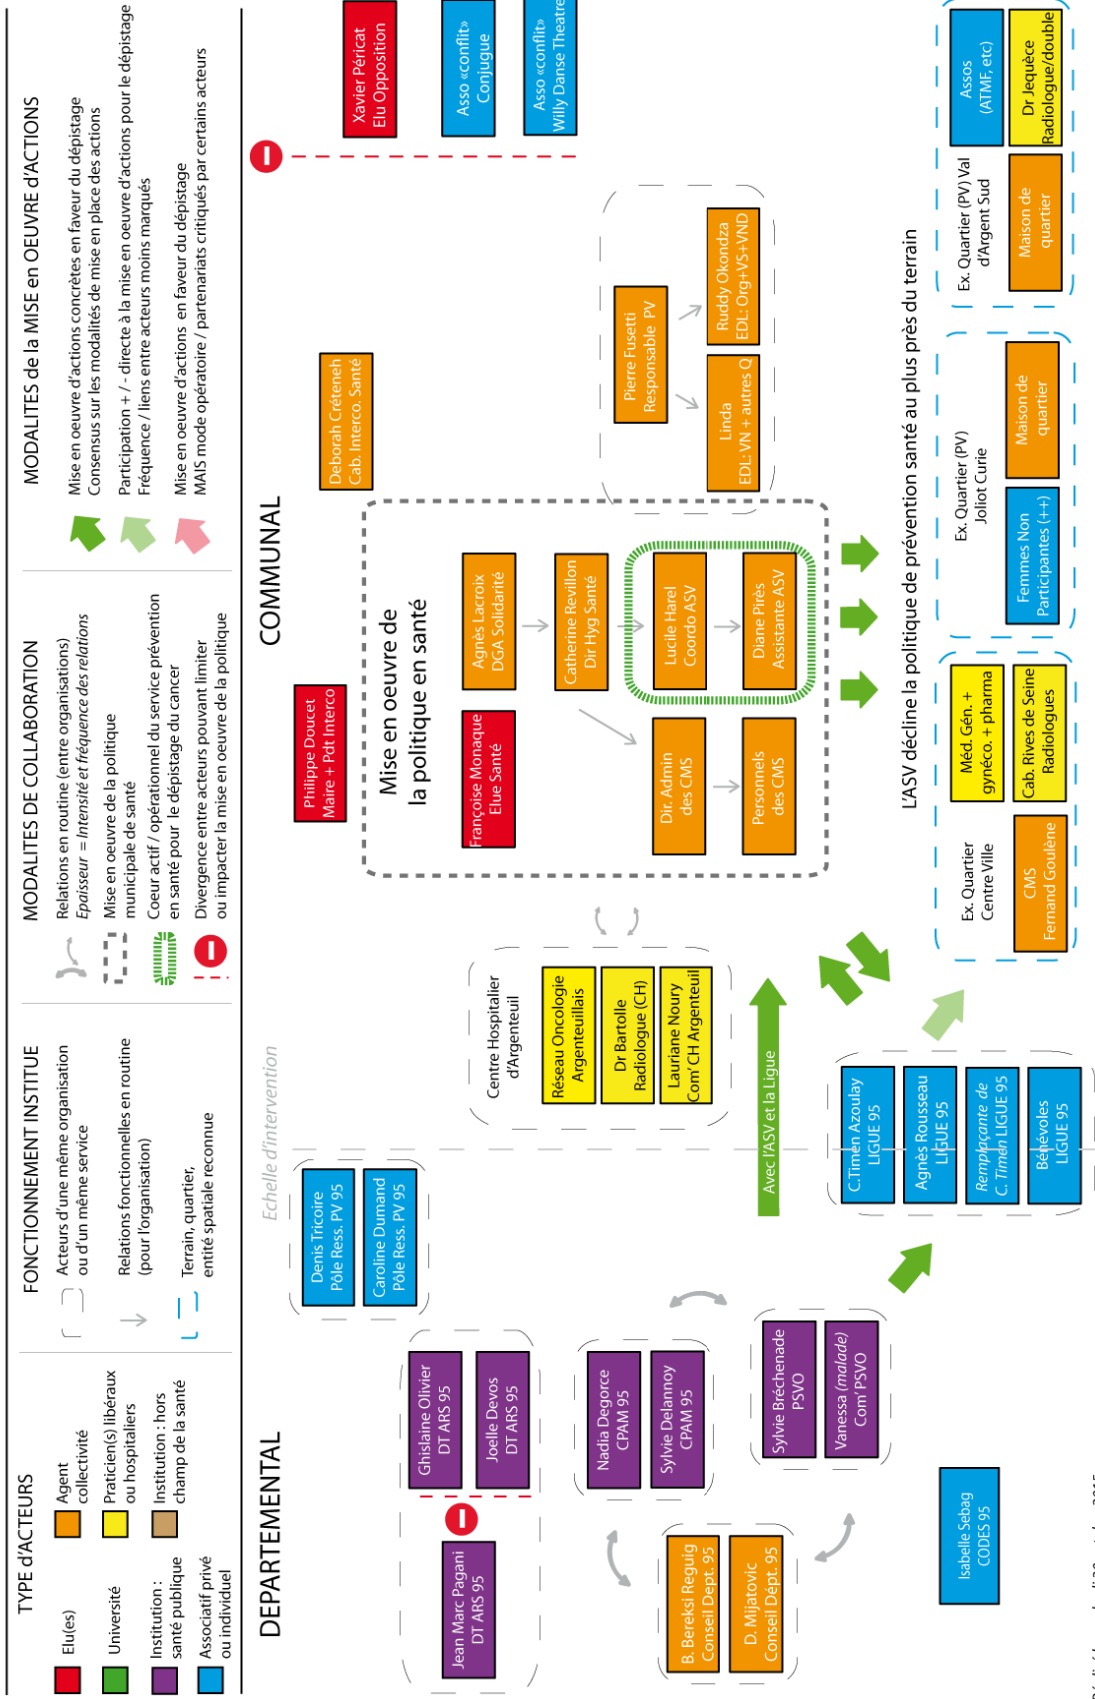 TYPE d'ACTEURS
Elu(es)
Université
Institution :
santé publique
Associatif privé
ou individuel
Agent
collectivité
Praticien(s) libéraux
ou hospitaliers
Institution : hors
champ de la santé
FONCTIONNEMENT INSTITUE
Acteurs d'une même organisation
ou d'un même service
Relations fonctionnelles en routine
(pour l'organisation)
Terrain, quartier,
entité spatiale reconnue
MODALITES DE COLLABORATION
Relations en routine (entre organisations)
Epaisseur = Intensité et fréquence des relations
Mise en oeuvre de la politique
municipale de santé
Coeur actif / opérationnel du service prévention
en santé pour le dépistage du cancer
Divergence entre acteurs pouvant limiter
ou impacter la mise en oeuvre de la politique
MODALITES de la MISE en OEUVRE d'ACTIONS
Mise en oeuvre d'actions concrètes en faveur du dépistage
Consensus sur les modalités de mise en place des actions
Participation + / - directe à la mise en oeuvre d'actions pour le dépistage
Fréquence / liens entre acteurs moins marqués
Mise en oeuvre d'actions en faveur du dépistage
MAIS mode opératoire / partenariats critiqués par certains acteurs
DEPARTEMENTAL
Echelle d'intervention
COMMUNAL
Jean Marc Pagani
DT ARS 95
Ghislaine Olivier
DT ARS 95
Joelle Devos
DT ARS 95
Denis Tricoire
Pôle Ress. PV 95
Caroline Dumand
Pôle Ress. PV 95
B. Bereksi Reguig
Conseil Dept. 95
D. Mijatovic
Conseil Dépt. 95
Nadia Degorce
CPAM 95
Sylvie Delannoy
CPAM 95
Sylvie Bréchenade
PSVO
Vanessa (malade)
Com' PSVO
Isabelle Sebag
CODES 95
Centre Hospitalier
d'Argenteuil
Réseau Oncologie
Argenteuillais
Dr Bartolle
Radiologue (CH)
Lauriane Noury
Com' CH Argenteuil
Avec l'ASV et la Ligue
C.Timen Azoulay
LIGUE 95
Agnès Rousseau
LIGUE 95
Remplaçante de
C. Timen LIGUE 95
Bénévoles
LIGUE 95
Philippe Doucet
Maire + Pdt Interco
Deborah Créteneh
Cab. Interco. Santé
Mise en oeuvre de
la politique en santé
Françoise Monaque
Elue Santé
Agnès Lacroix
DGA Solidarité
Catherine Revillon
Dir Hyg Santé
Dir. Admin
des CMS
Lucile Harel
Coordo ASV
Personnels
des CMS
Diane Pirès
Assistante ASV
Pierre Fusetti
Responsable PV
Linda
EDL: VN + autres Q
Ruddy Okondza
EDL: Org+VS+VND
Xavier Péricat
Elu Opposition
Asso «conflit»
Conjugue
Asso «conflit»
Willy Danse Theatre
L'ASV décline la politique de prévention santé au plus près du terrain
Ex. Quartier
Centre Ville
Méd. Gén. +
gynéco. + pharma
CMS
Fernand Goulène
Cab. Rives de Seine
Radiologues
Ex. Quartier (PV)
Joliot Curie
Femmes Non
Participantes (++)
Maison de
quartier
Ex. Quartier (PV) Val
d'Argent Sud
Assos
(ATMF, etc)
Maison de
quartier
Dr Jequèce
Radiologue/double